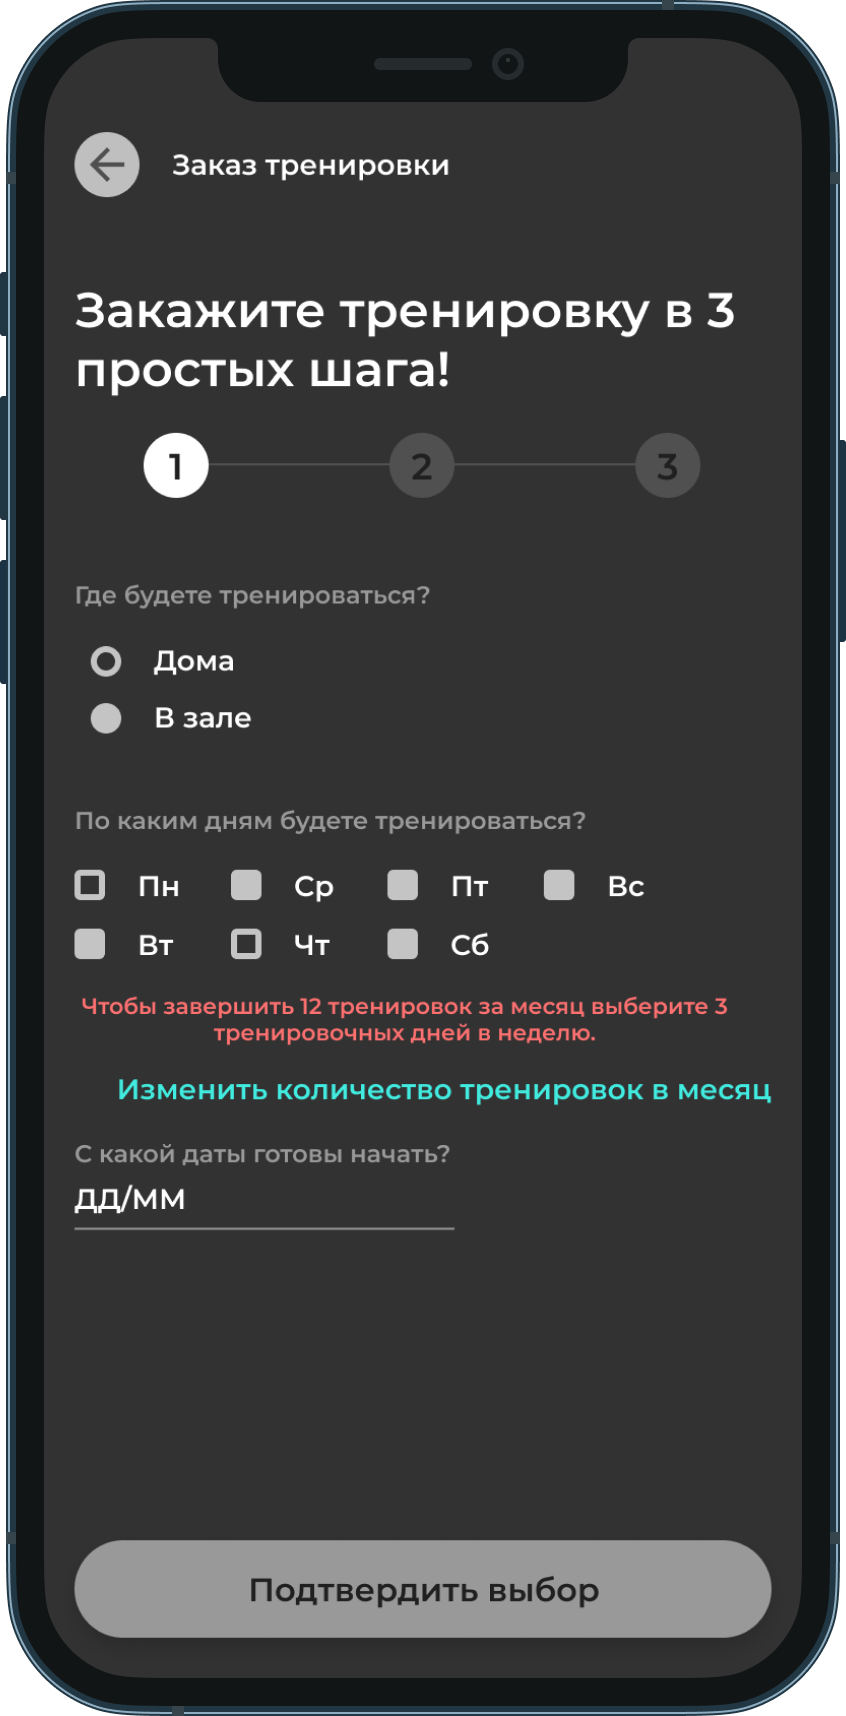 Заказ тренировки
Закажите тренировку в 3
простых шага!
1 2 3
Где будете тренироваться?
Дома
В зале
По каким дням будете тренироваться?
Пн Ср Пт Вс
Вт Чт Сб
Чтобы завершить 12 тренировок за месяц выберите 3
тренировочных дней в неделю.
Изменить количество тренировок в месяц
С какой даты готовы начать?
ДД/ММ
Подтвердить выбор